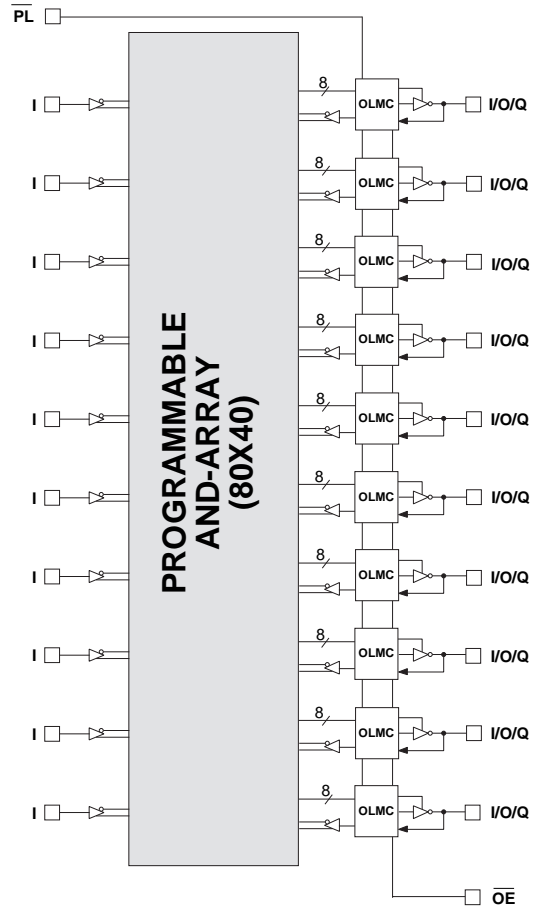 PL
8
I OLMC I/O/Q
8
I OLMC I/O/Q
8
I OLMC I/O/Q
8
I OLMC I/O/Q
8
I OLMC I/O/Q
8
I OLMC I/O/Q
8
I OLMC I/O/Q
8
I OLMC I/O/Q
8
I OLMC I/O/Q
8
I OLMC I/O/Q
PROGRAMMABLE
AND-ARRAY
(80X40)
OE